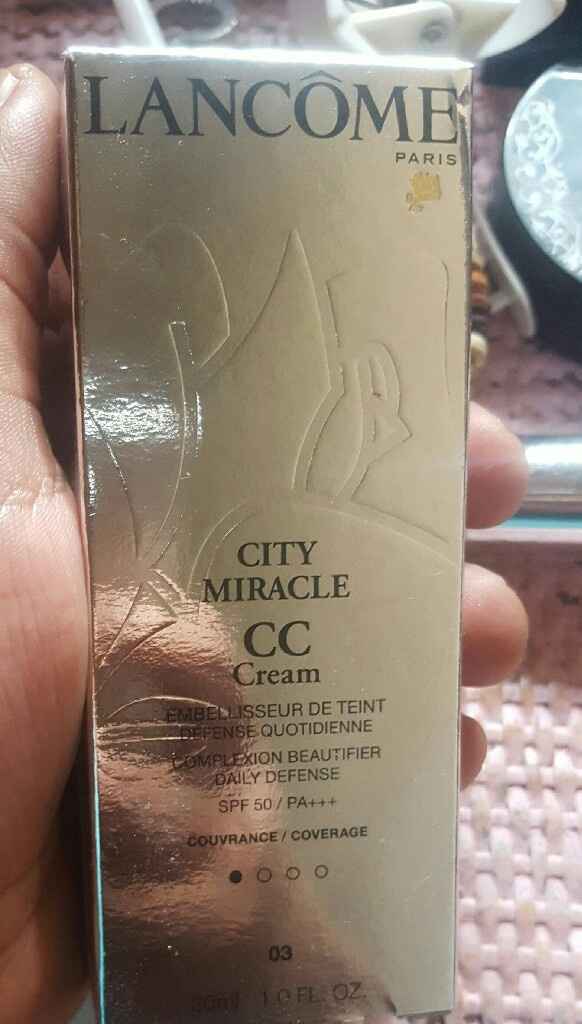 LANCÔME
PARIS
CITY
MIRACLE
CC
Cream
EMBELLISSEUR DE TEINT
DÉFENSE QUOTIDIENNE
COMPLEXION BEAUTIFIER
DAILY DEFENSE
SPF 50 / PA+++
COUVRANCE / COVERAGE
03
30ml 1.0 FL. OZ.